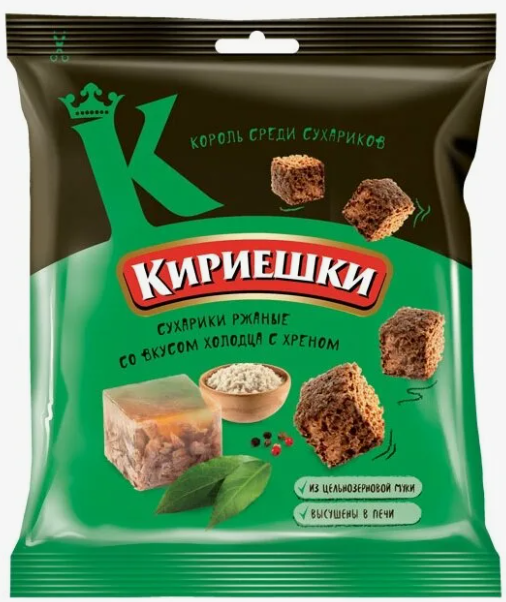 К
КОРОЛЬ СРЕДИ СУХАРИКОВ
КИРИЕШКИ
СУХАРИКИ РЖАНЫЕ
СО ВКУСОМ ХОЛОДЦА С ХРЕНОМ
ИЗ ЦЕЛЬНОЗЕРНОВОЙ МУКИ
ВЫСУШЕНЫ В ПЕЧИ